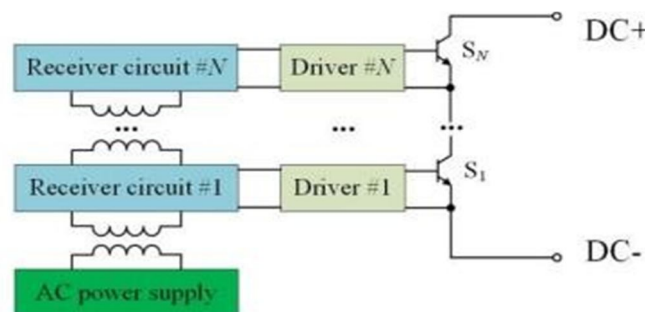 DC+
Receiver circuit #N
Driver #N
S_N
... ... ...
Receiver circuit #1
Driver #1
S_1
DC-
AC power supply